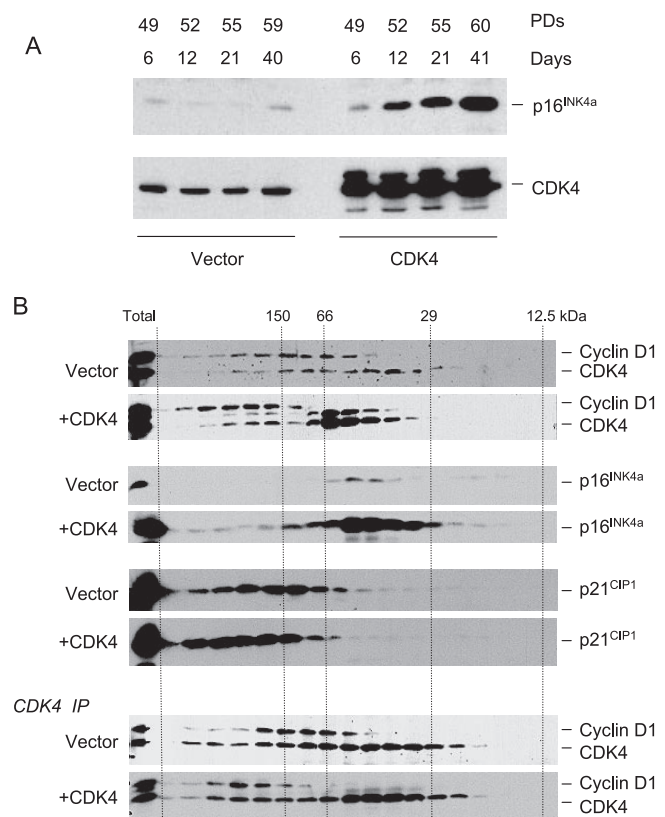 A
49 52 55 59 49 52 55 60 PDs
6 12 21 40 6 12 21 41 Days
– p16INK4a
– CDK4
Vector CDK4
B
Total 150 66 29 12.5 kDa
– Cyclin D1
Vector – CDK4
– Cyclin D1
+CDK4 – CDK4
Vector – p16INK4a
+CDK4 – p16INK4a
Vector – p21CIP1
+CDK4 – p21CIP1
CDK4 IP
– Cyclin D1
Vector – CDK4
– Cyclin D1
+CDK4 – CDK4